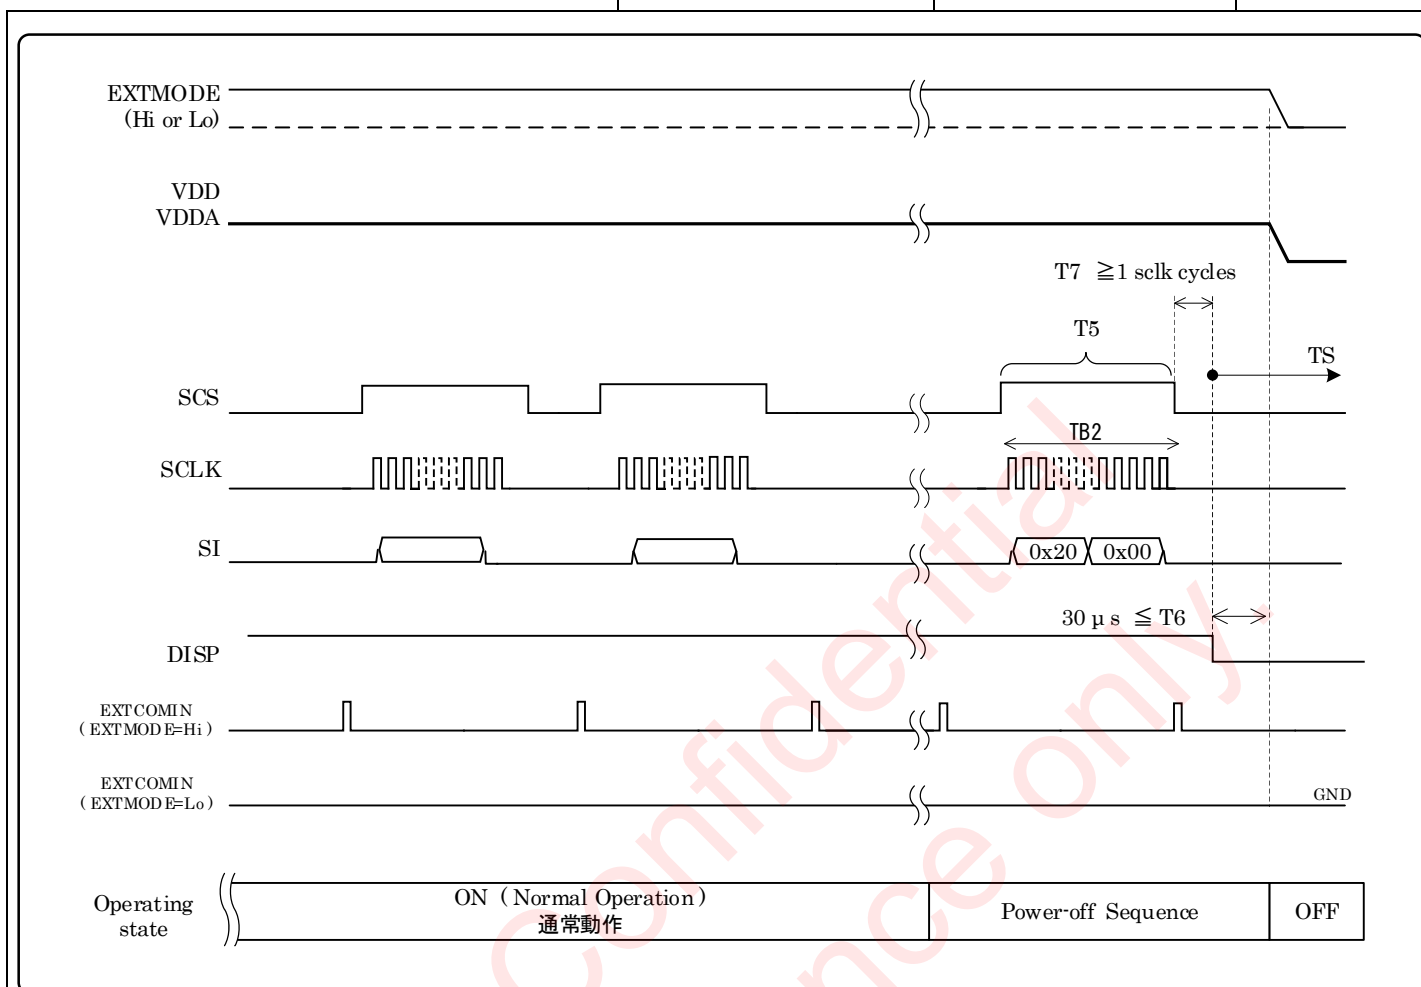 EXTMODE
(Hi or Lo)
VDD
VDDA
T7 ≧1 sclk cycles
T5
TS
SCS
TB2
SCLK
SI
0x20
0x00
30 μs ≦ T6
DISP
EXTCOMIN
(EXTMODE=Hi)
EXTCOMIN
(EXTMODE=Lo)
GND
Operating
state
ON (Normal Operation)
通常動作
Power-off Sequence
OFF
Confidential
only